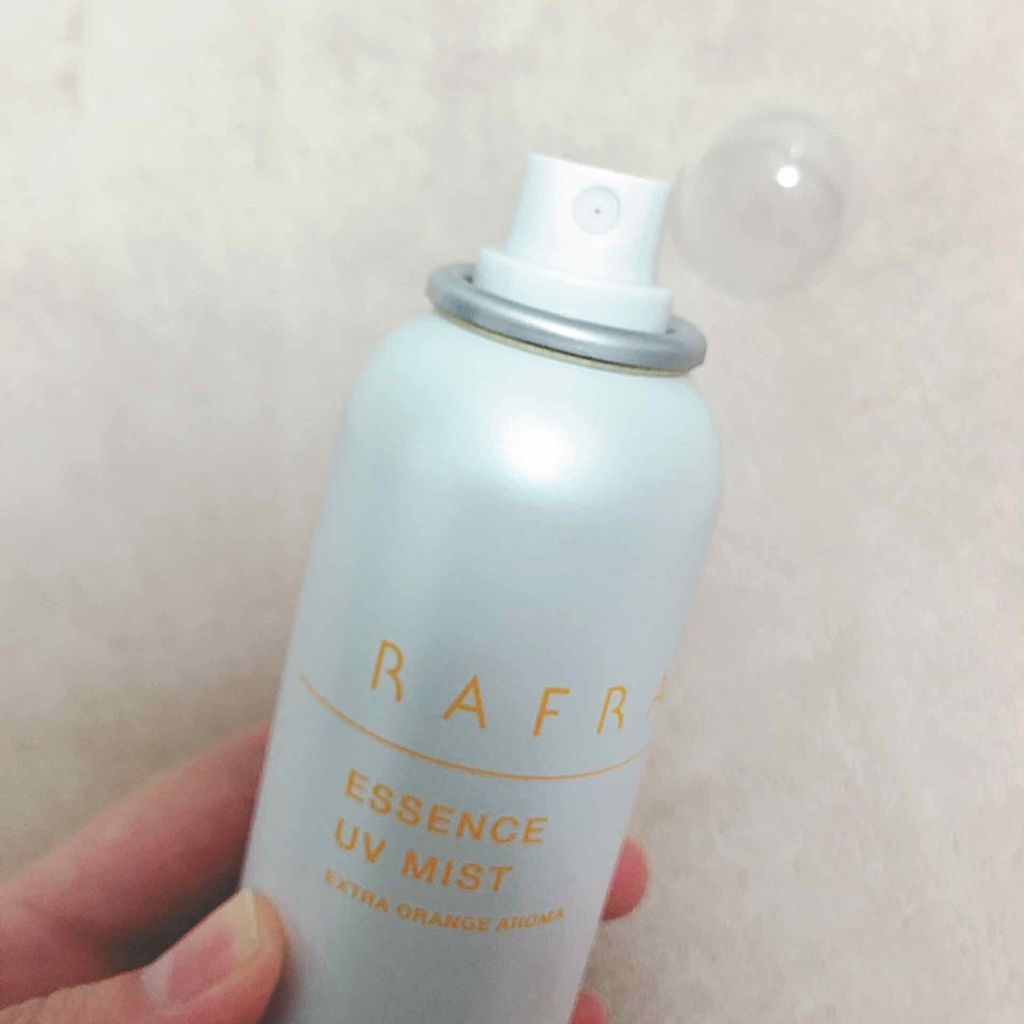 RAFRA
ESSENCE
UV MIST
EXTRA ORANGE AROMA